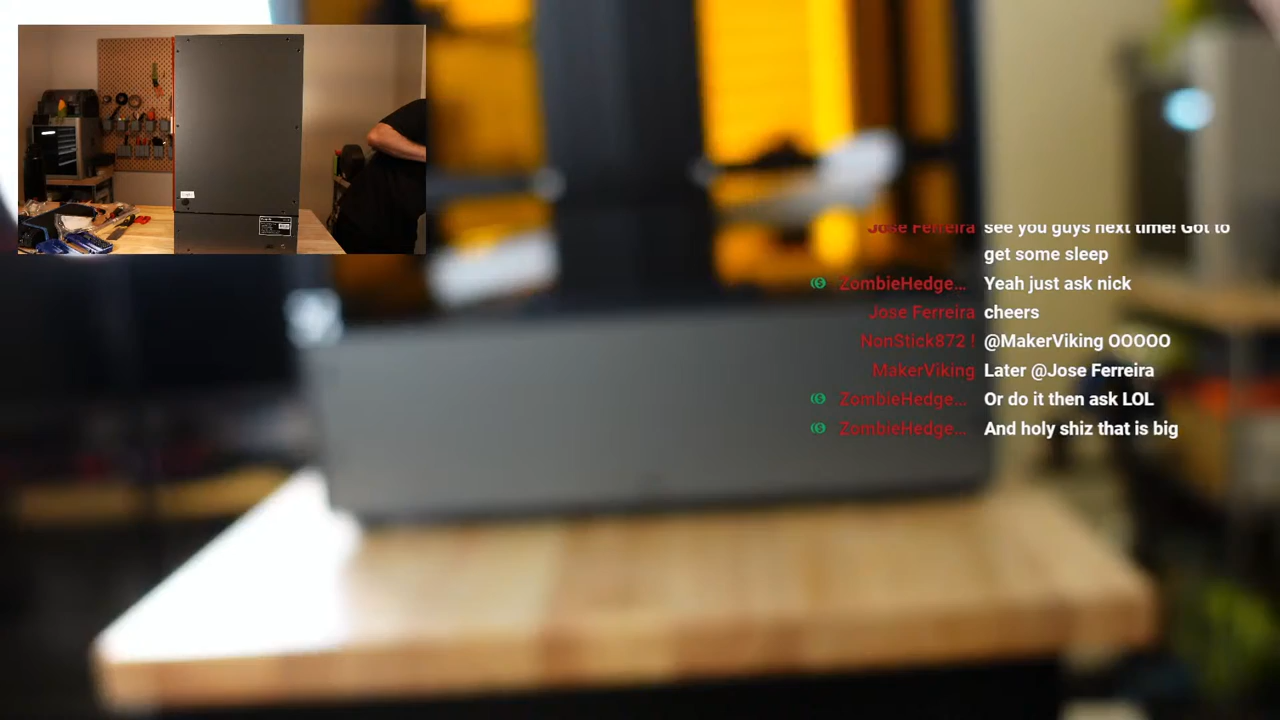 Jose Ferreira see you guys next time! Got to
get some sleep
ZombieHedge... Yeah just ask nick
Jose Ferreira cheers
NonStick872 ! @MakerViking OOOOO
MakerViking Later @Jose Ferreira
ZombieHedge... Or do it then ask LOL
ZombieHedge... And holy shiz that is big